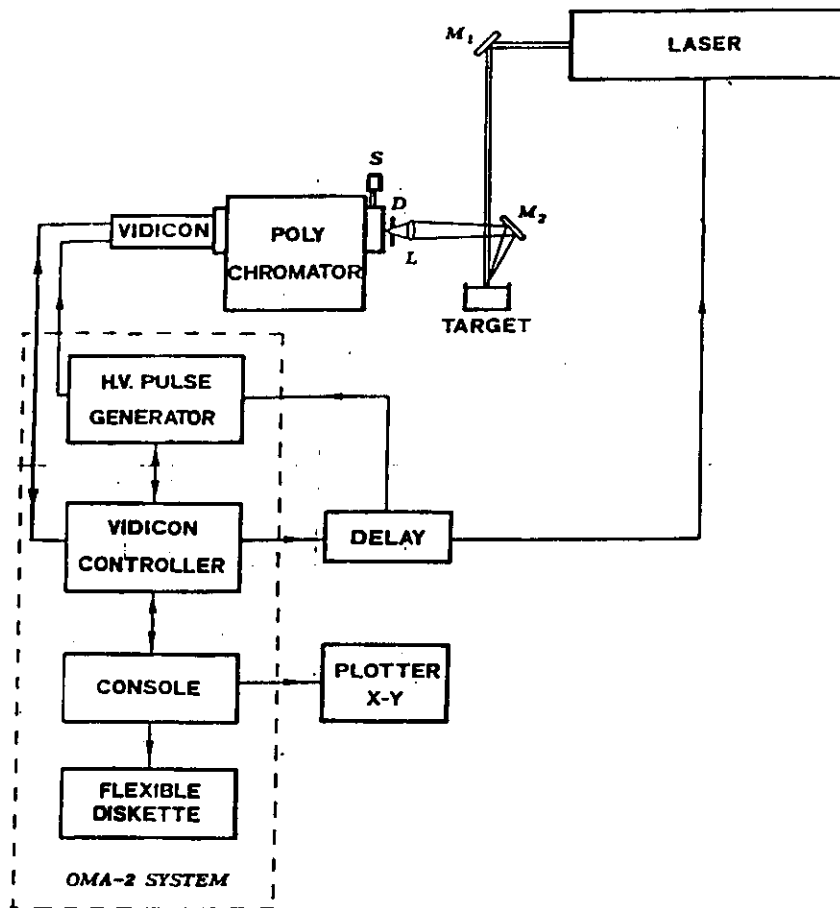 M₁
LASER
S
D
M₂
VIDICON
POLY
CHROMATOR
L
TARGET
H.V. PULSE
GENERATOR
VIDICON
CONTROLLER
DELAY
CONSOLE
PLOTTER
X-Y
FLEXIBLE
DISKETTE
OMA-2 SYSTEM